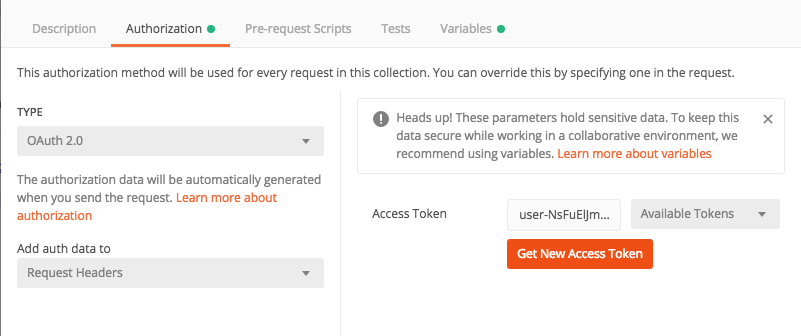 Description Authorization Pre-request Scripts Tests Variables
This authorization method will be used for every request in this collection. You can override this by specifying one in the request.
TYPE
OAuth 2.0
The authorization data will be automatically generated
when you send the request. Learn more about
authorization
Add auth data to
Request Headers
Heads up! These parameters hold sensitive data. To keep this
data secure while working in a collaborative environment, we
recommend using variables. Learn more about variables
Access Token
user-NsFuElJm...
Available Tokens
Get New Access Token